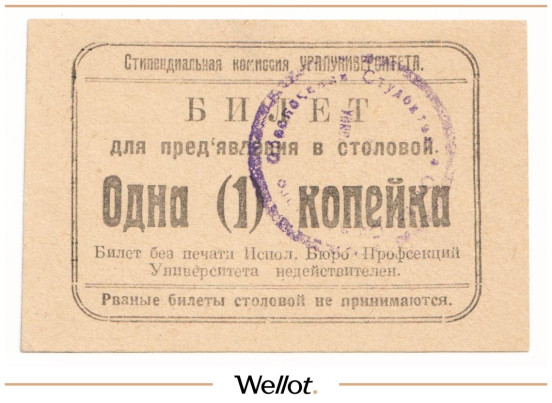 Стипендиальная комиссия УРАЛУНИВЕРСИТЕТА.
БИЛЕТ
для пред'явления в столовой.
Одна (1) копейка
Билет без печати Испол. Бюро Профсекций
Университета недействителен.
Рваные билеты столовой не принимаются.
Wellot.